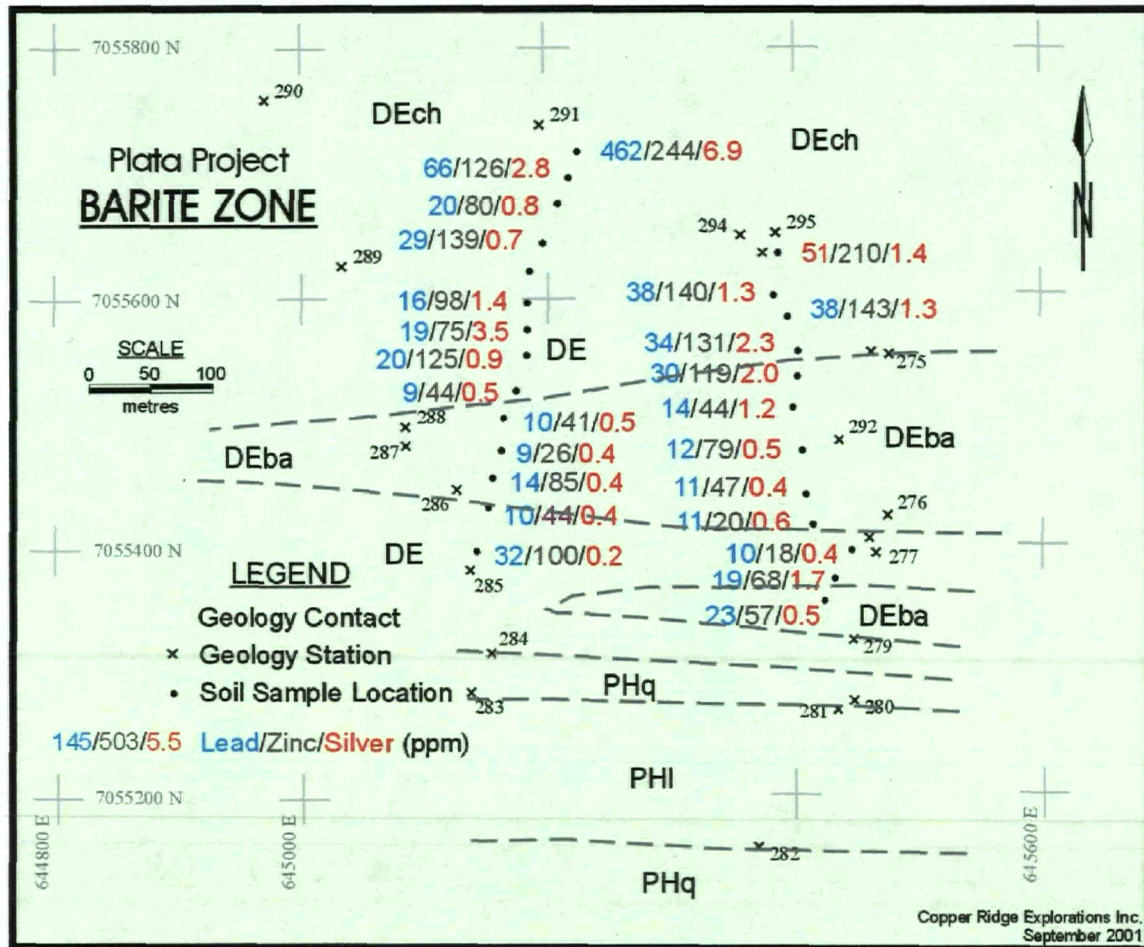 7055800 N
290
DEch
291
DEch
Plata Project
BARITE ZONE
462/244/6.9
66/126/2.8
20/80/0.8
29/139/0.7
294
295
51/210/1.4
289
N
7055600 N
16/98/1.4
38/140/1.3
38/143/1.3
19/75/3.5
DE
34/131/2.3
SCALE
0 50 100
metres
20/125/0.9
275
30/119/2.0
9/44/0.5
14/44/1.2
288
10/41/0.5
292
DEba
287
9/26/0.4
12/79/0.5
DEba
14/85/0.4
11/47/0.4
286
10/44/0.4
11/20/0.6
276
7055400 N
DE
32/100/0.2
10/18/0.4
277
285
19/68/1.7
23/57/0.5
DEba
279
LEGEND
Geology Contact
× Geology Station
• Soil Sample Location
145/503/5.5 Lead/Zinc/Silver (ppm)
284
PHq
283
281
280
PHl
7055200 N
282
PHq
644800 E
645000 E
645600 E
Copper Ridge Explorations Inc.
September 2001